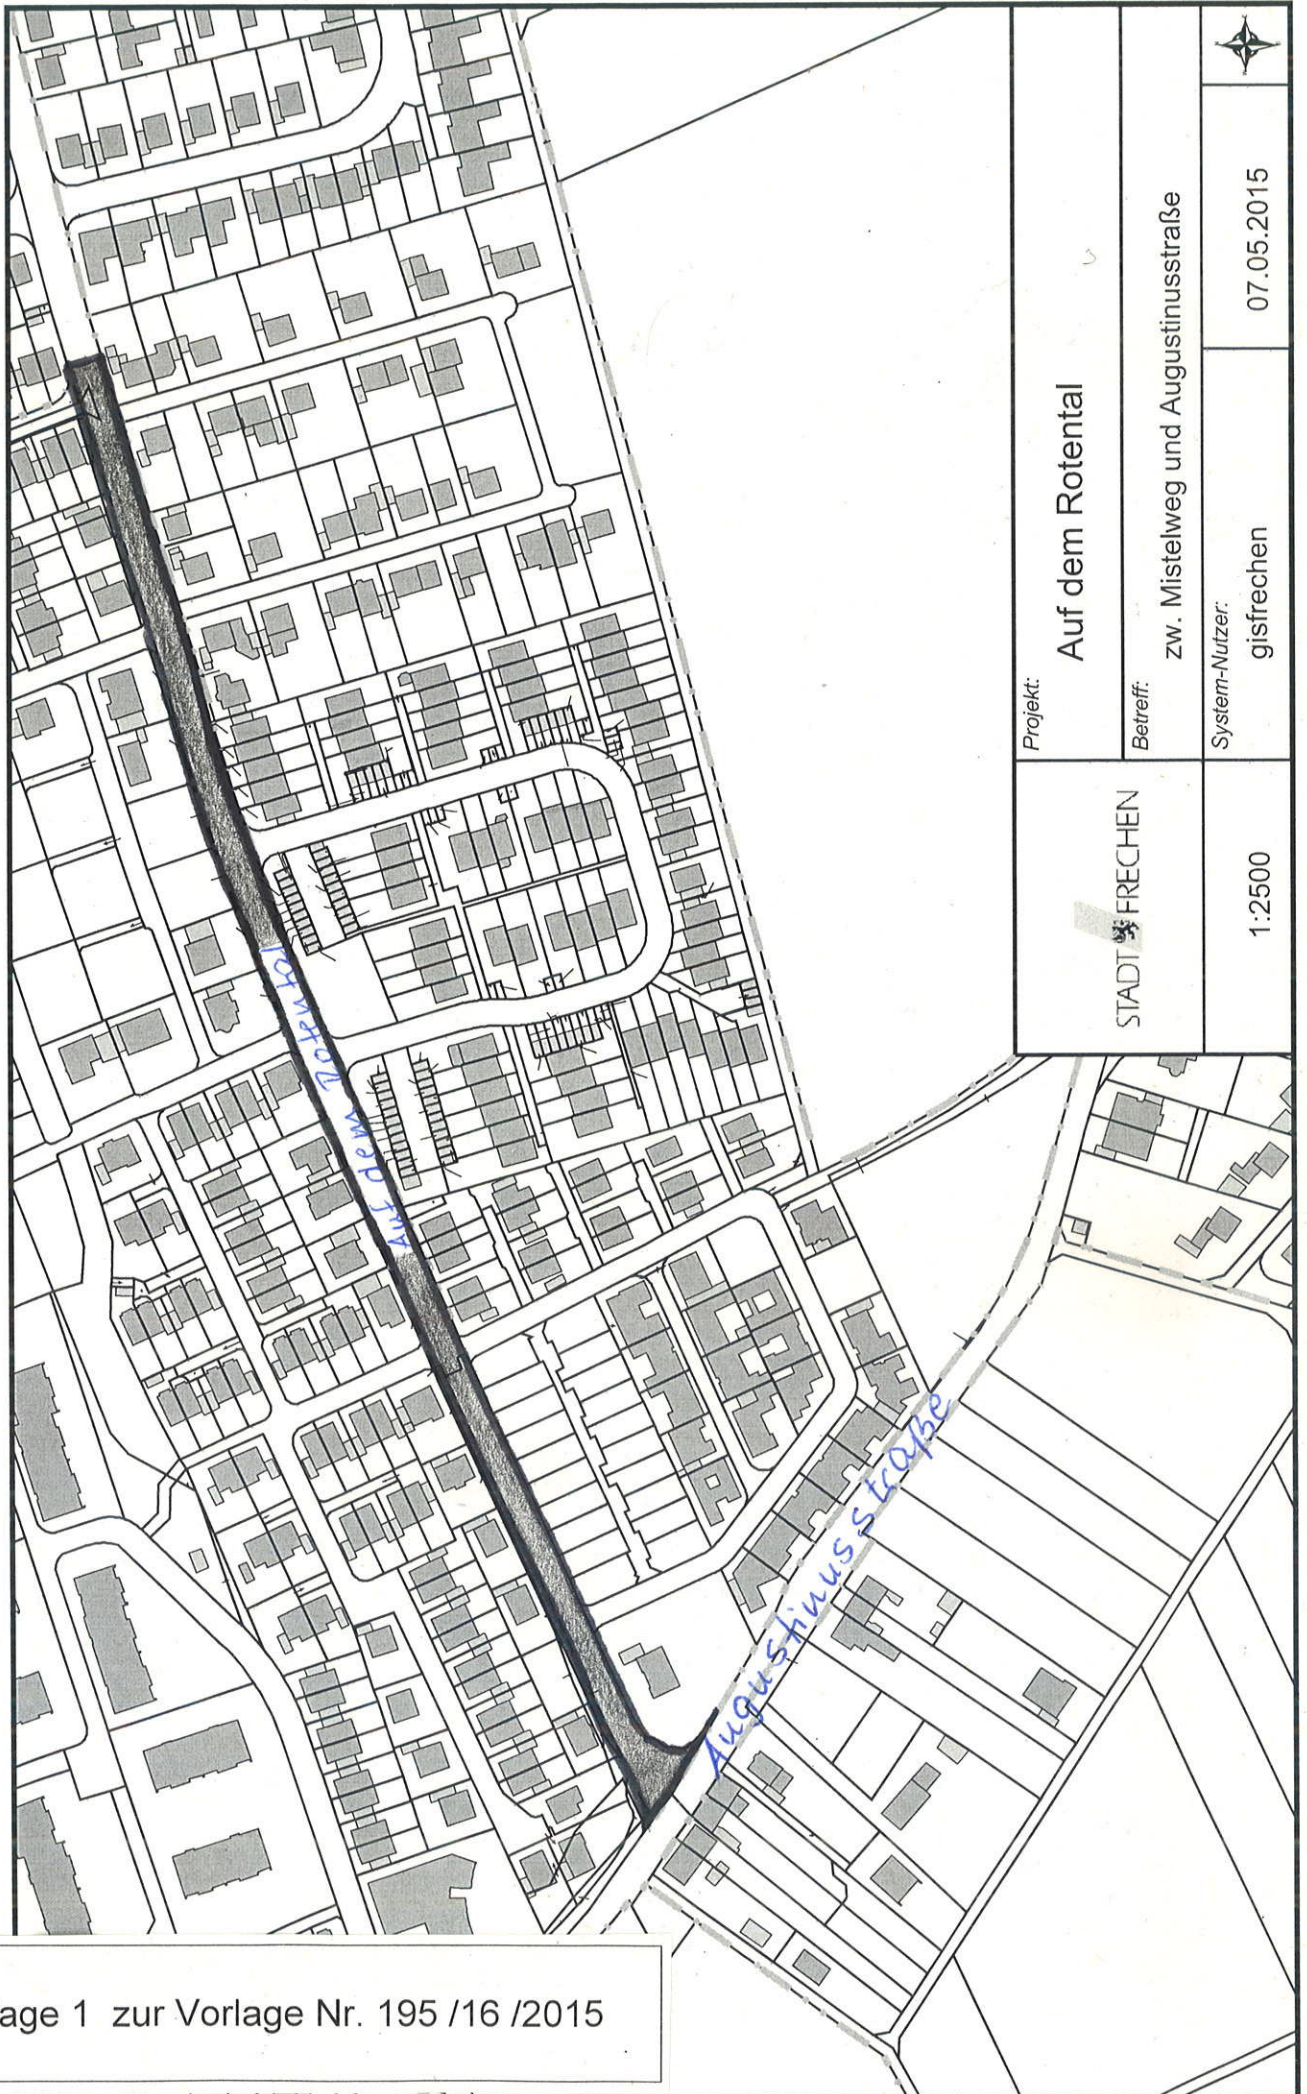 Auf dem Rotental
Augustinusstraße
STADT FRECHEN
Projekt:
Auf dem Rotental
Betreff:
zw. Mistelweg und Augustinusstraße
1:2500
System-Nutzer:
gisfrechen
07.05.2015
age 1 zur Vorlage Nr. 195 /16 /2015